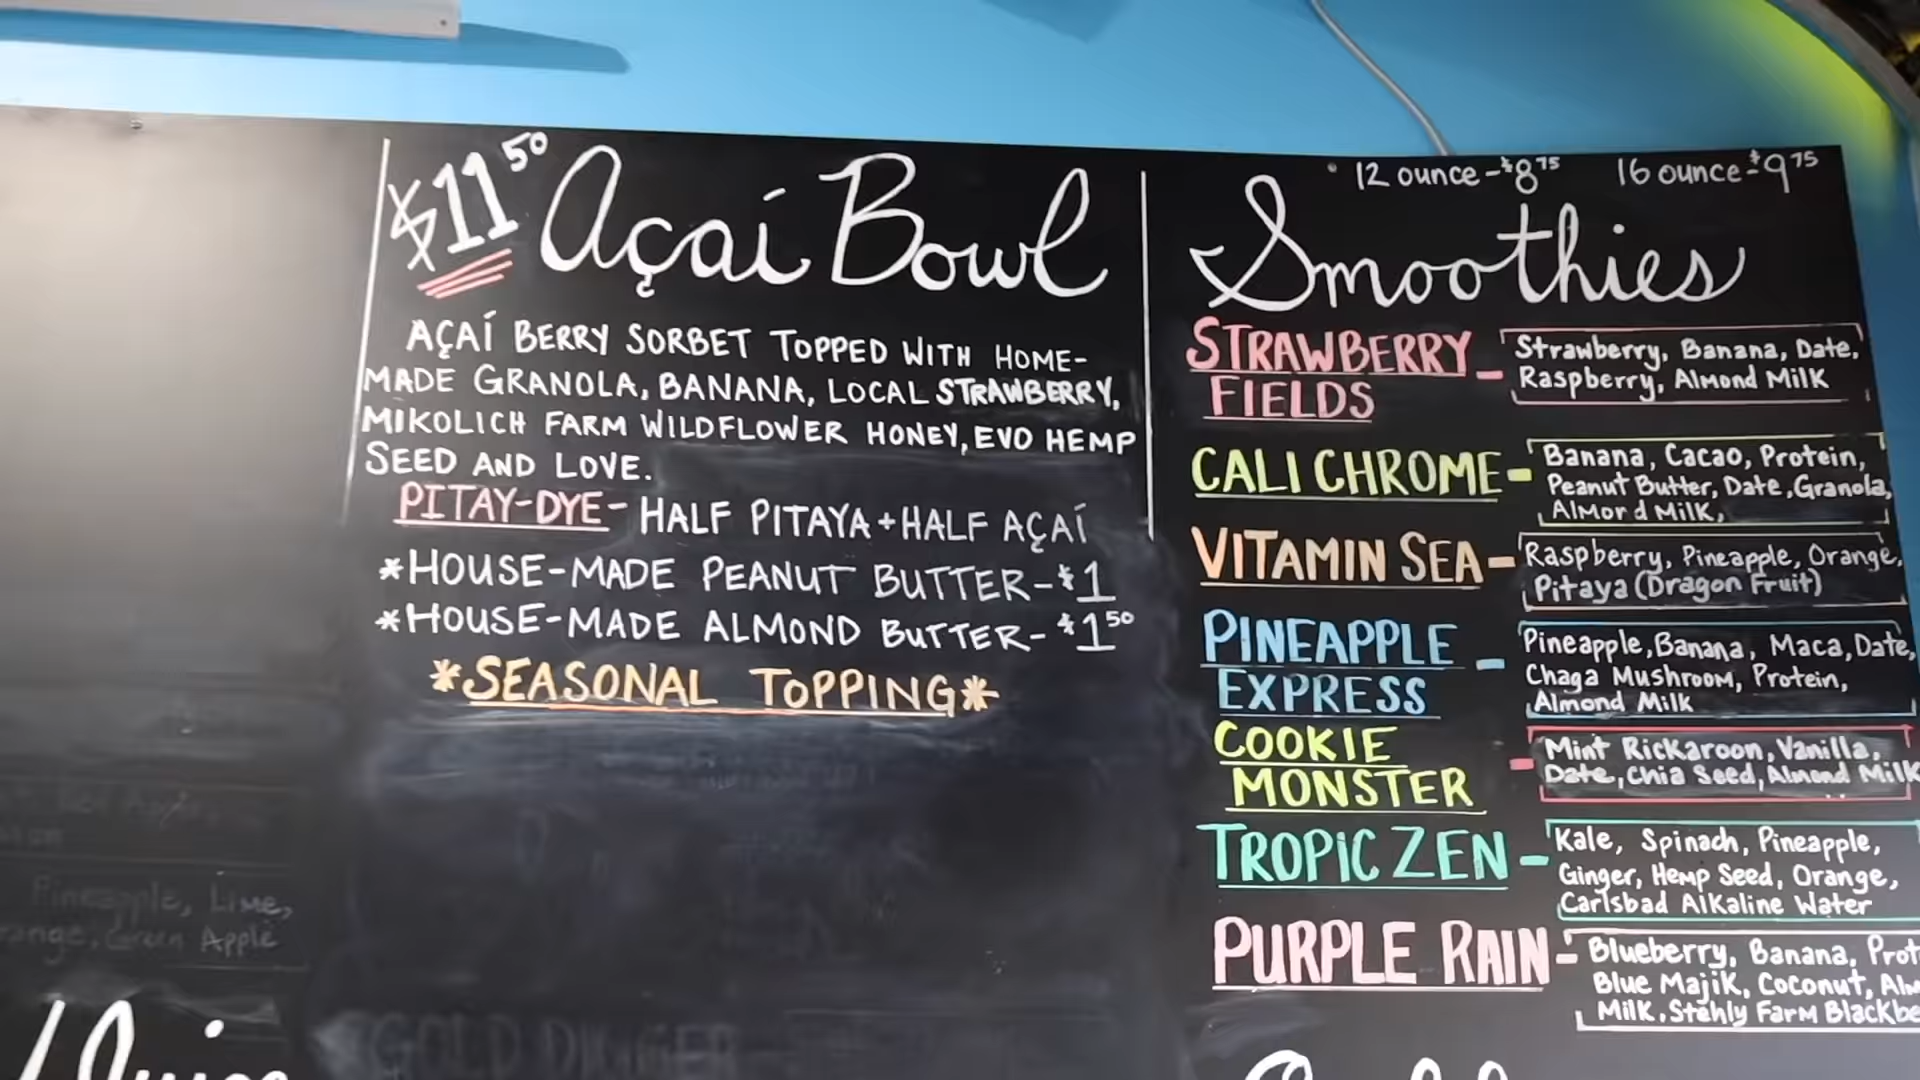 $11.50 Açaí Bowl
AÇAÍ BERRY SORBET TOPPED WITH HOME-
MADE GRANOLA, BANANA, LOCAL STRAWBERRY,
MIKOLICH FARM WILDFLOWER HONEY, EVO HEMP
SEED AND LOVE.
PITAY-DYE- HALF PITAYA + HALF AÇAÍ
*HOUSE-MADE PEANUT BUTTER-$1
*HOUSE-MADE ALMOND BUTTER-$1.50
*SEASONAL TOPPING*
12 ounce-$8.75 16 ounce-$9.75
Smoothies
STRAWBERRY FIELDS -
Strawberry, Banana, Date,
Raspberry, Almond Milk
CALI CHROME-
Banana, Cacao, Protein,
Peanut Butter, Date, Granola,
Almond Milk,
VITAMIN SEA-
Raspberry, Pineapple, Orange,
Pitaya (Dragon Fruit)
PINEAPPLE EXPRESS -
Pineapple, Banana, Maca, Date,
Chaga Mushroom, Protein,
Almond Milk
COOKIE MONSTER -
Mint Rickaroon, Vanilla,
Date, Chia Seed, Almond Milk
TROPIC ZEN -
Kale, Spinach, Pineapple,
Ginger, Hemp Seed, Orange,
Carlsbad Alkaline Water
PURPLE RAIN-
Blueberry, Banana,
Blue Majik, Coconut,
Milk, Stehly Farm
Pineapple, Lime,
Green Apple
GOLD DIGGER